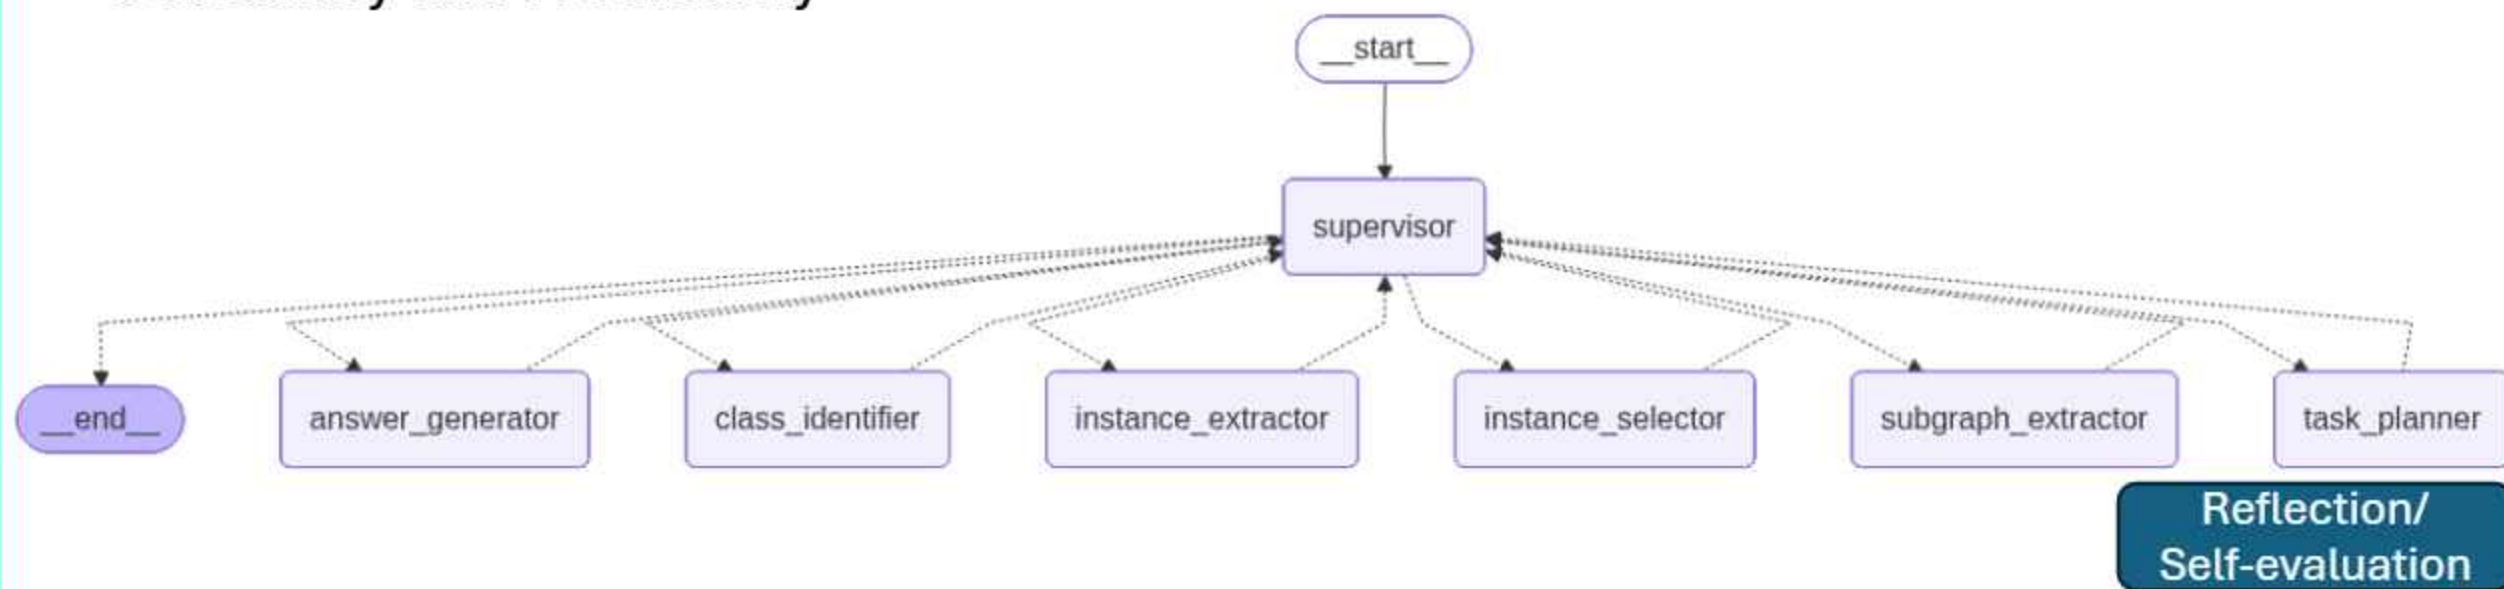 __start__
supervisor
__end__
answer_generator
class_identifier
instance_extractor
instance_selector
subgraph_extractor
task_planner
Reflection/
Self-evaluation